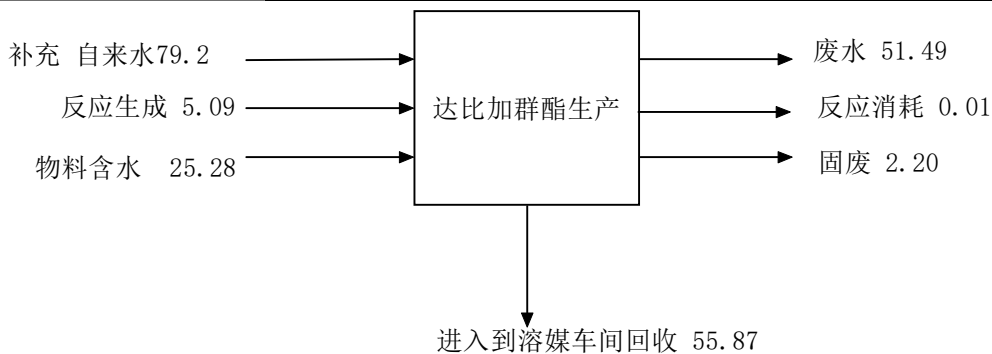 补充 自来水79.2
反应生成 5.09
物料含水 25.28
达比加群酯生产
废水 51.49
反应消耗 0.01
固废 2.20
进入到溶媒车间回收 55.87